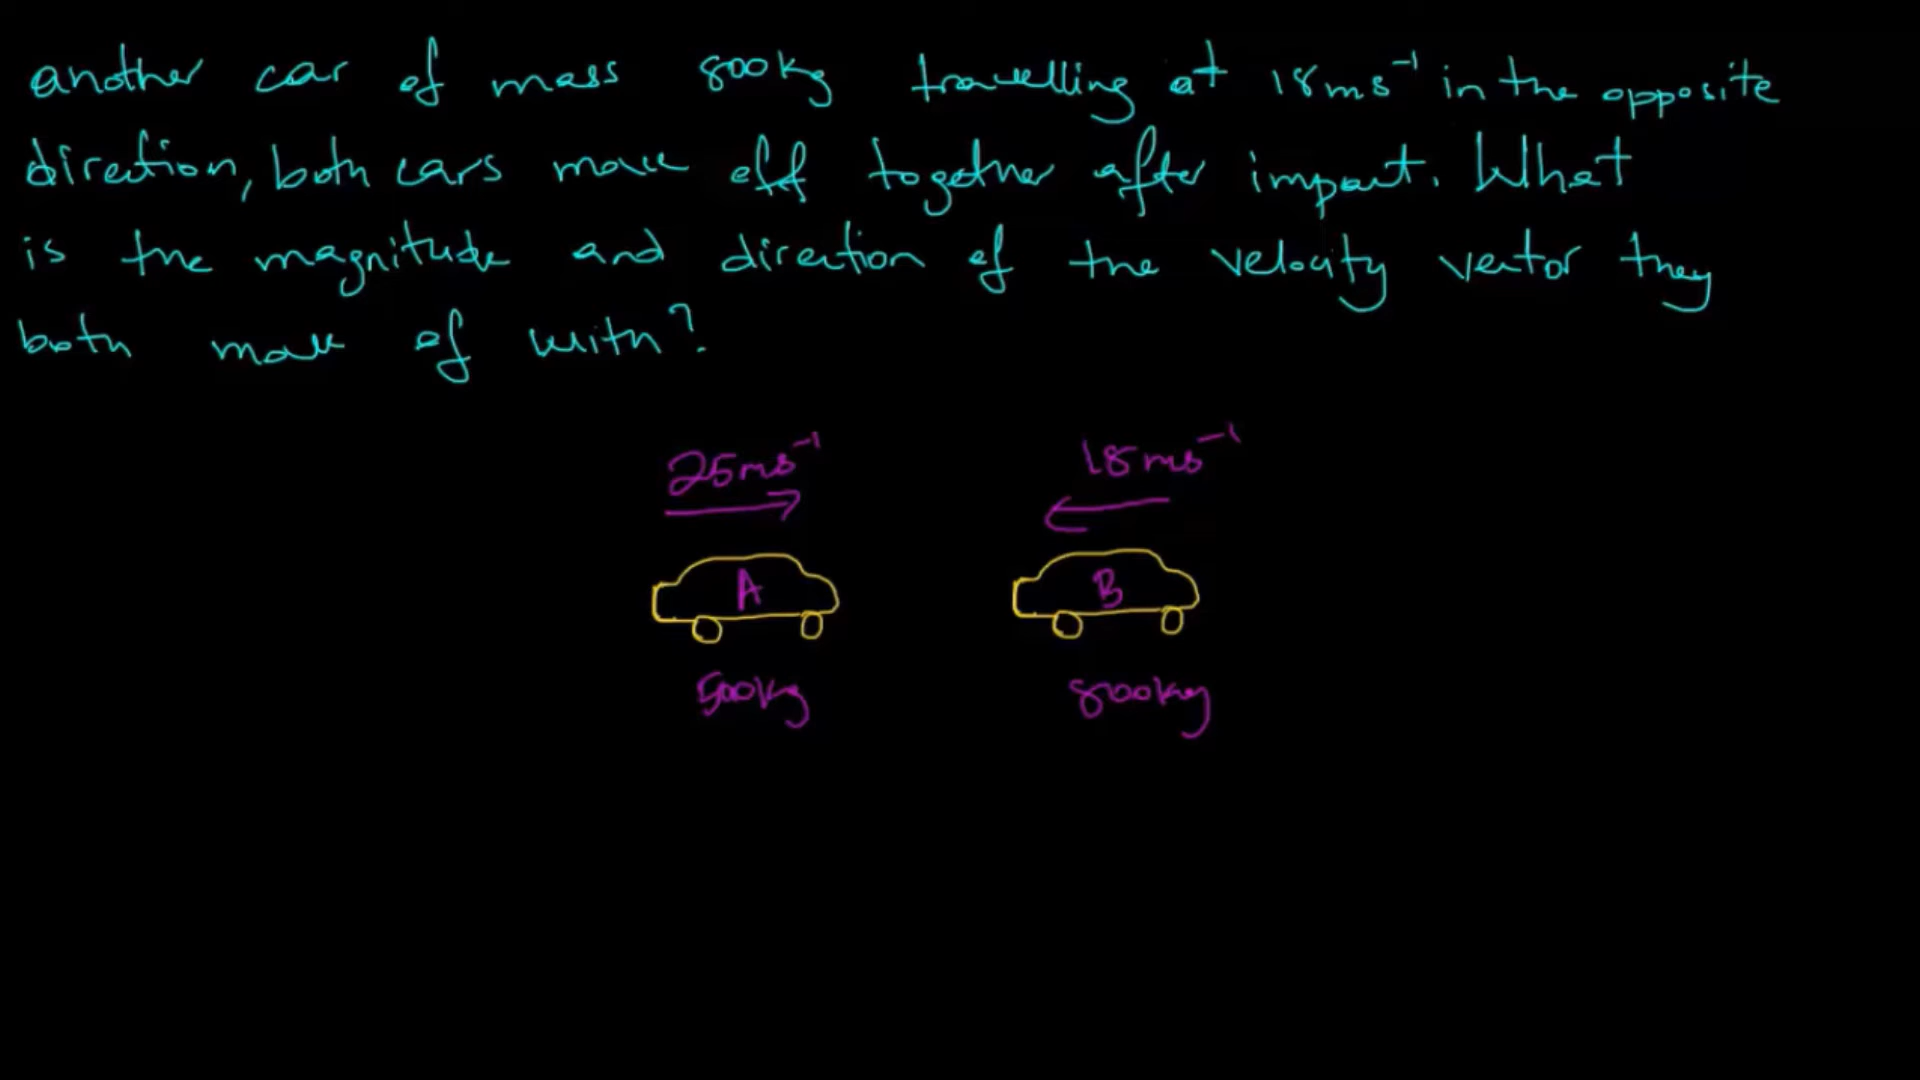 another car of mass 800kg travelling at 18ms⁻¹ in the opposite
direction, both cars move off together after impact. What
is the magnitude and direction of the velocity vector they
both move of with?
25ms⁻¹ 18ms⁻¹
A B
500kg 800kg